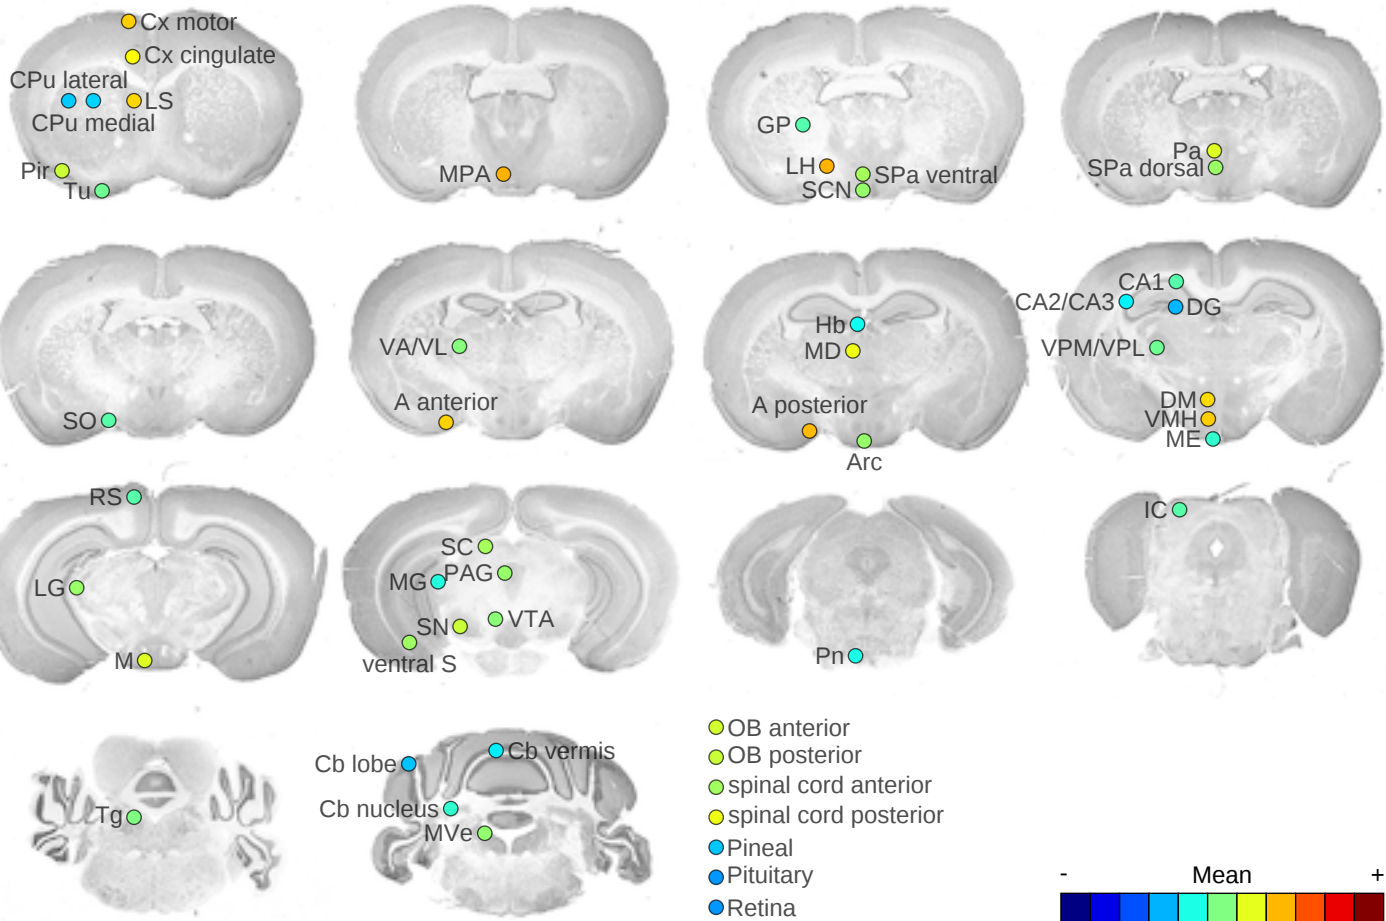 Cx motor
Cx cingulate
CPu lateral
LS
CPu medial
Pir
Tu
MPA
GP
LH
SPa ventral
SCN
Pa
SPa dorsal
SO
VA/VL
A anterior
Hb
MD
A posterior
Arc
CA1
CA2/CA3
DG
VPM/VPL
DM
VMH
ME
RS
LG
M
SC
PAG
MG
VTA
SN
ventral S
Pn
IC
Tg
Cb vermis
Cb lobe
Cb nucleus
MVe
OB anterior
OB posterior
spinal cord anterior
spinal cord posterior
Pineal
Pituitary
Retina
- Mean +